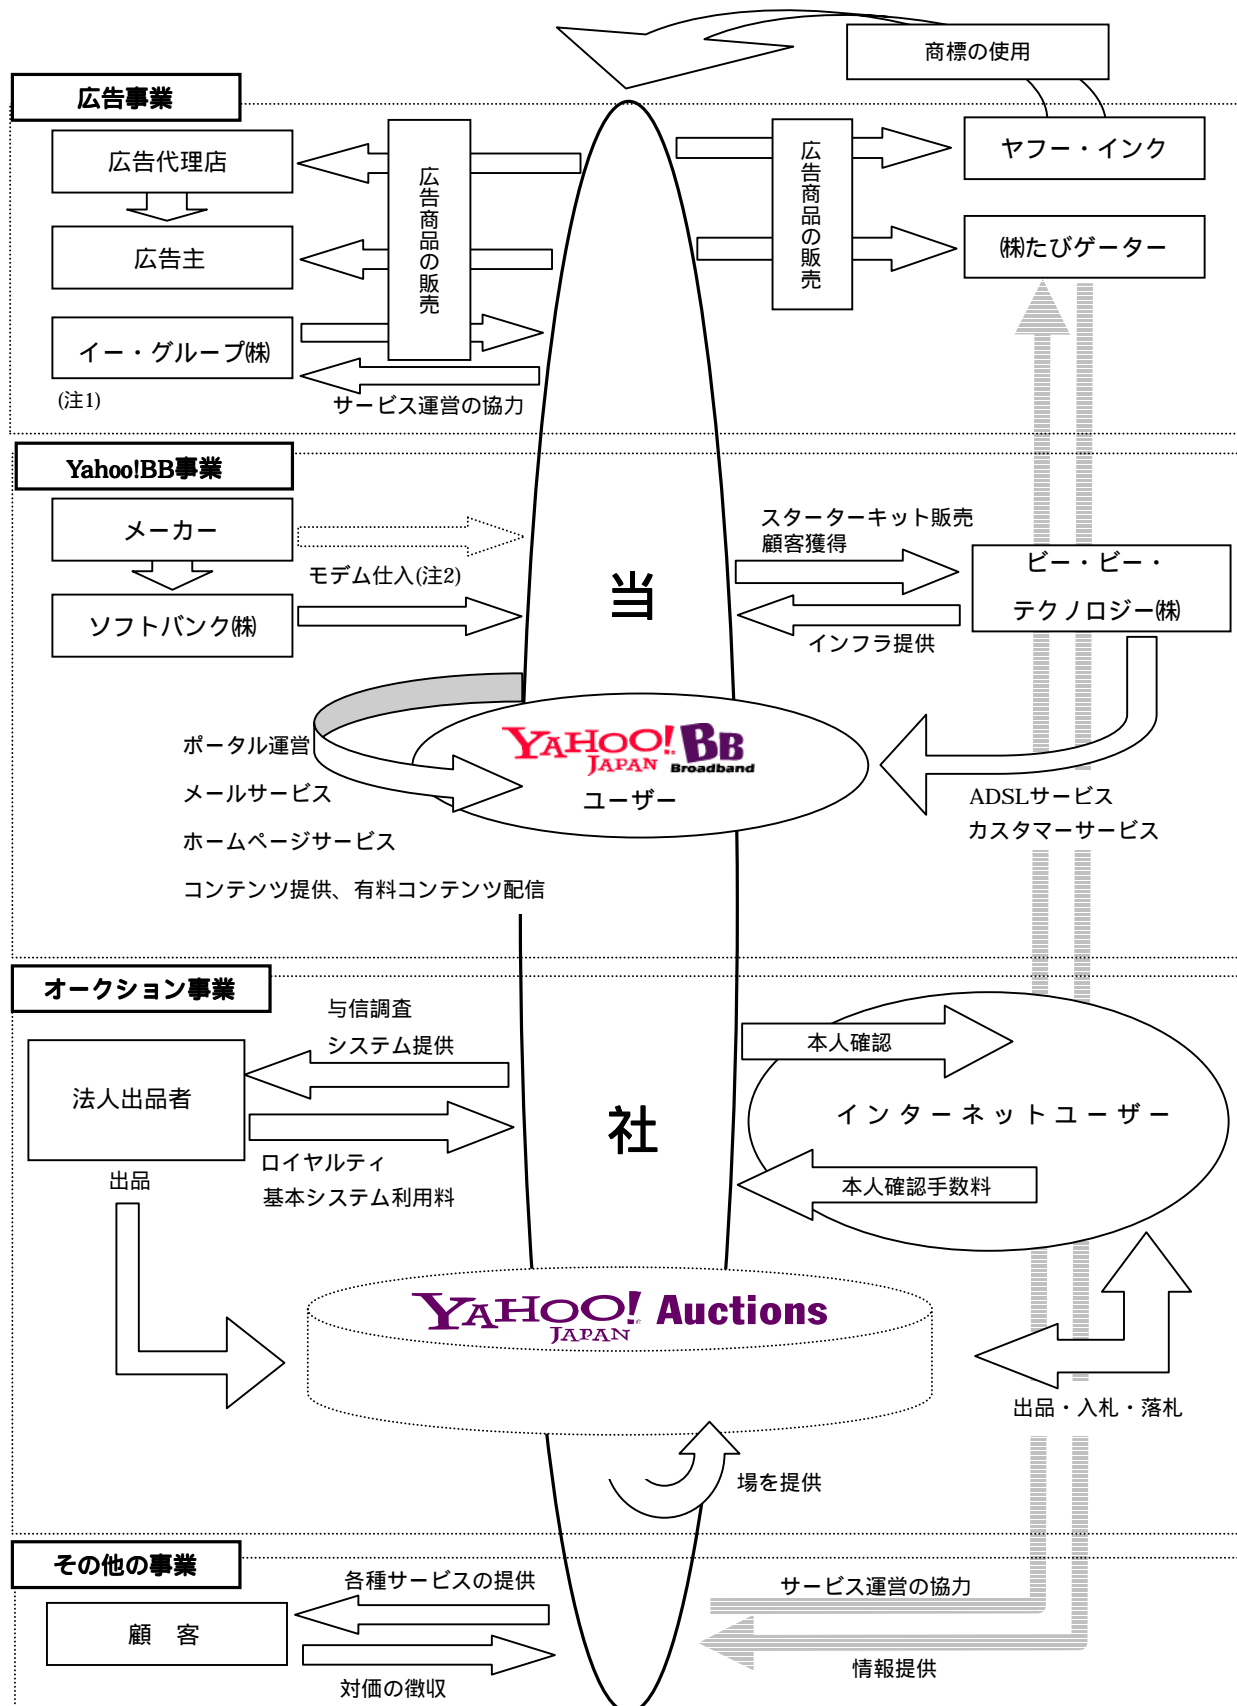 商標の使用
広告事業
広告代理店
広告商品の販売
広告商品の販売
ヤフー・インク
広告主
㈱たびゲーター
イー・グループ㈱
(注1)
サービス運営の協力
Yahoo!BB事業
メーカー
スターターキット販売
顧客獲得
モデム仕入(注2)
当
ビー・ビー・
テクノロジー㈱
ソフトバンク㈱
インフラ提供
YAHOO! BB
JAPAN Broadband
ユーザー
ポータル運営
メールサービス
ホームページサービス
コンテンツ提供、有料コンテンツ配信
ADSLサービス
カスタマーサービス
オークション事業
与信調査
システム提供
本人確認
法人出品者
社
インターネットユーザー
ロイヤルティ
基本システム利用料
本人確認手数料
出品
YAHOO! Auctions
JAPAN
出品・入札・落札
場を提供
その他の事業
各種サービスの提供
サービス運営の協力
顧　客
情報提供
対価の徴収